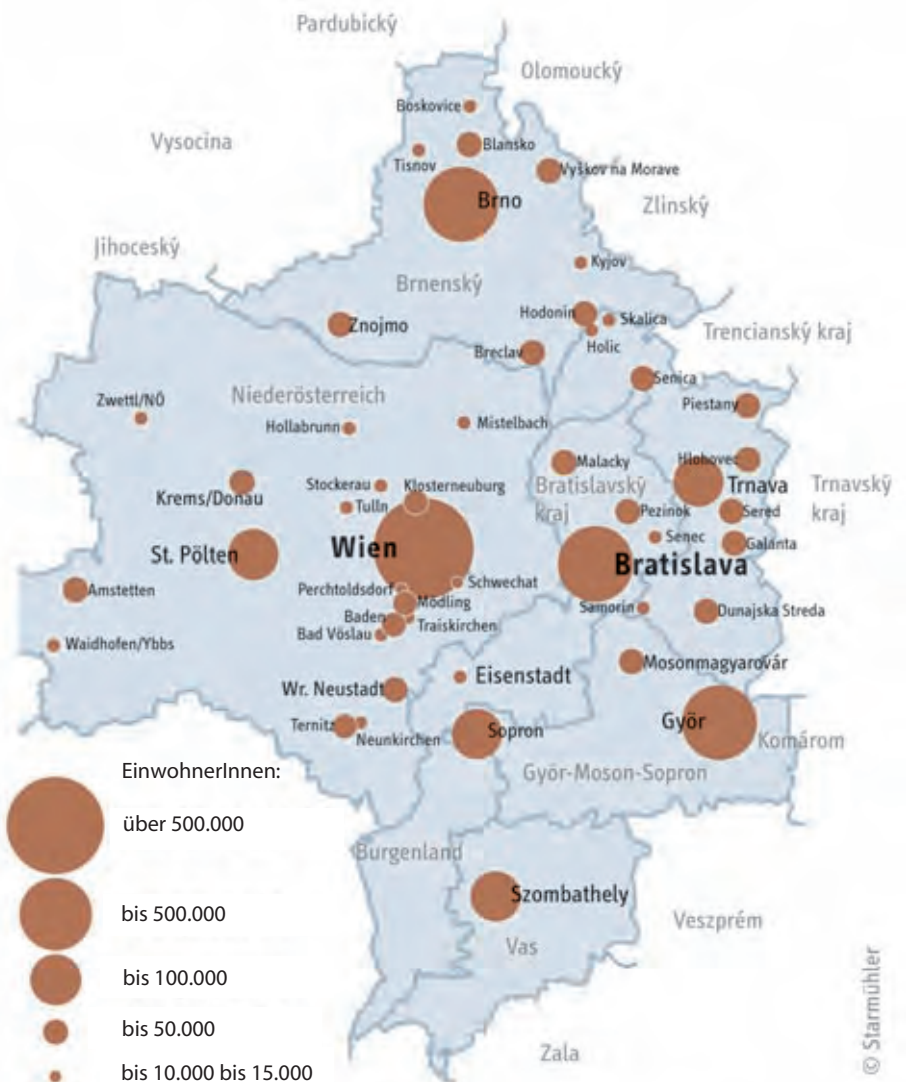 Pardubický
Olomoucký
Boskovice
Vysocina
Blansko
Tisnov
Vyškov na Morave
Brno
Zlinský
Jihoceský
Kyjov
Brnenský
Hodonin
Skalica
Znojmo
Trencianský kraj
Holic
Breclav
Senica
Niederösterreich
Zwettl/NÖ
Piestany
Hollabrunn
Mistelbach
Hlohovec
Malacky
Stockerau
Klosterneuburg
Bratislavský
kraj
Trnava
Trnavský
kraj
Krems/Donau
Tulln
Pezinok
Sered
Wien
Senec
Galanta
St. Pölten
Bratislava
Schwechat
Amstetten
Perchtoldsdorf
Mödling
Samorin
Dunajska Streda
Baden
Traiskirchen
Bad Vöslau
Waidhofen/Ybbs
Mosonmagyarovár
Eisenstadt
Wr. Neustadt
Györ
Sopron
Ternitz
Neunkirchen
Komárom
EinwohnerInnen:
Györ-Moson-Sopron
über 500.000
Burgenland
Szombathely
bis 500.000
Veszprém
Vas
bis 100.000
bis 50.000
Zala
bis 10.000 bis 15.000
© Starmühler